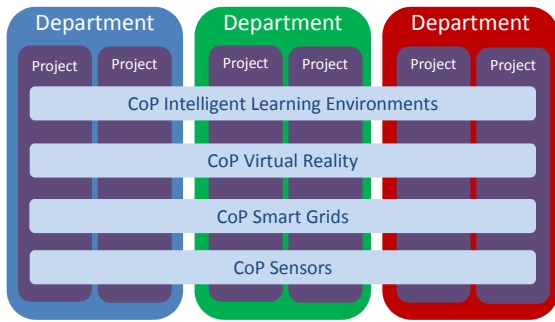 Department Department Department
Project Project Project Project Project Project
CoP Intelligent Learning Environments
CoP Virtual Reality
CoP Smart Grids
CoP Sensors